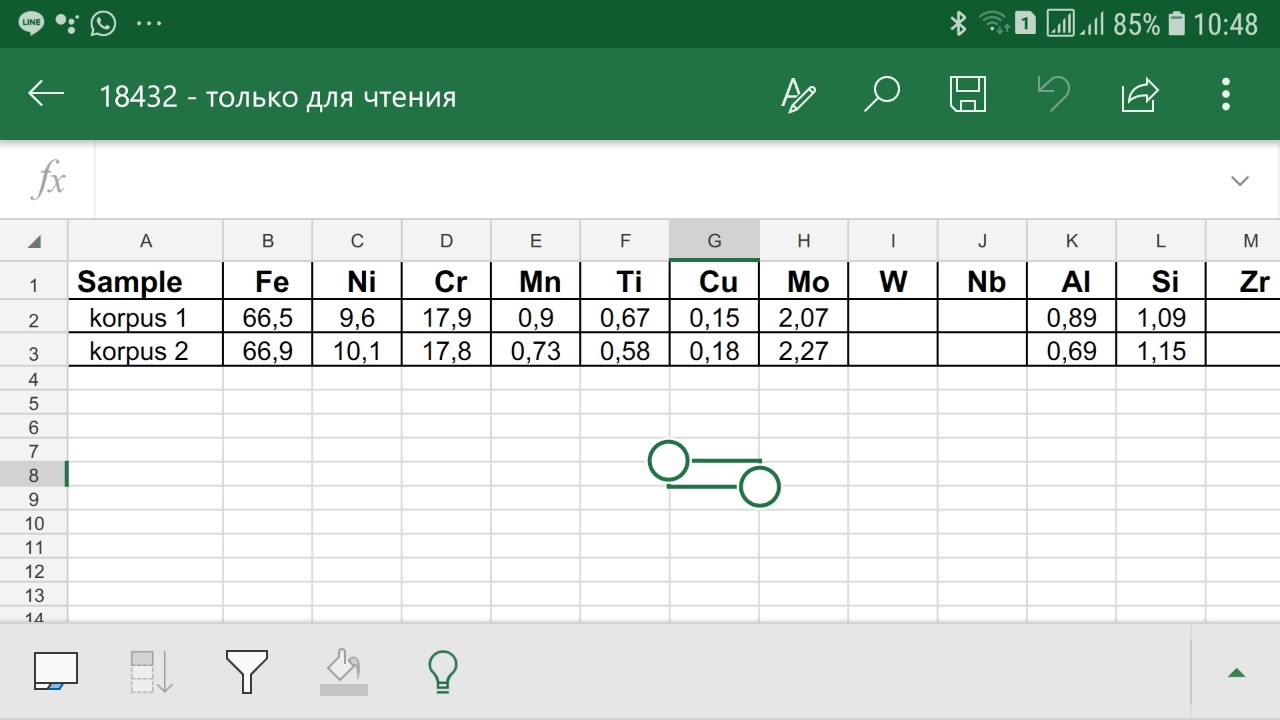 LINE 1 85% 10:48
18432 - только для чтения
fx
A B C D E F G H I J K L M
1 Sample Fe Ni Cr Mn Ti Cu Mo W Nb Al Si Zr
2 korpus 1 66,5 9,6 17,9 0,9 0,67 0,15 2,07 0,89 1,09
3 korpus 2 66,9 10,1 17,8 0,73 0,58 0,18 2,27 0,69 1,15
4
5
6
7
8
9
10
11
12
13
14